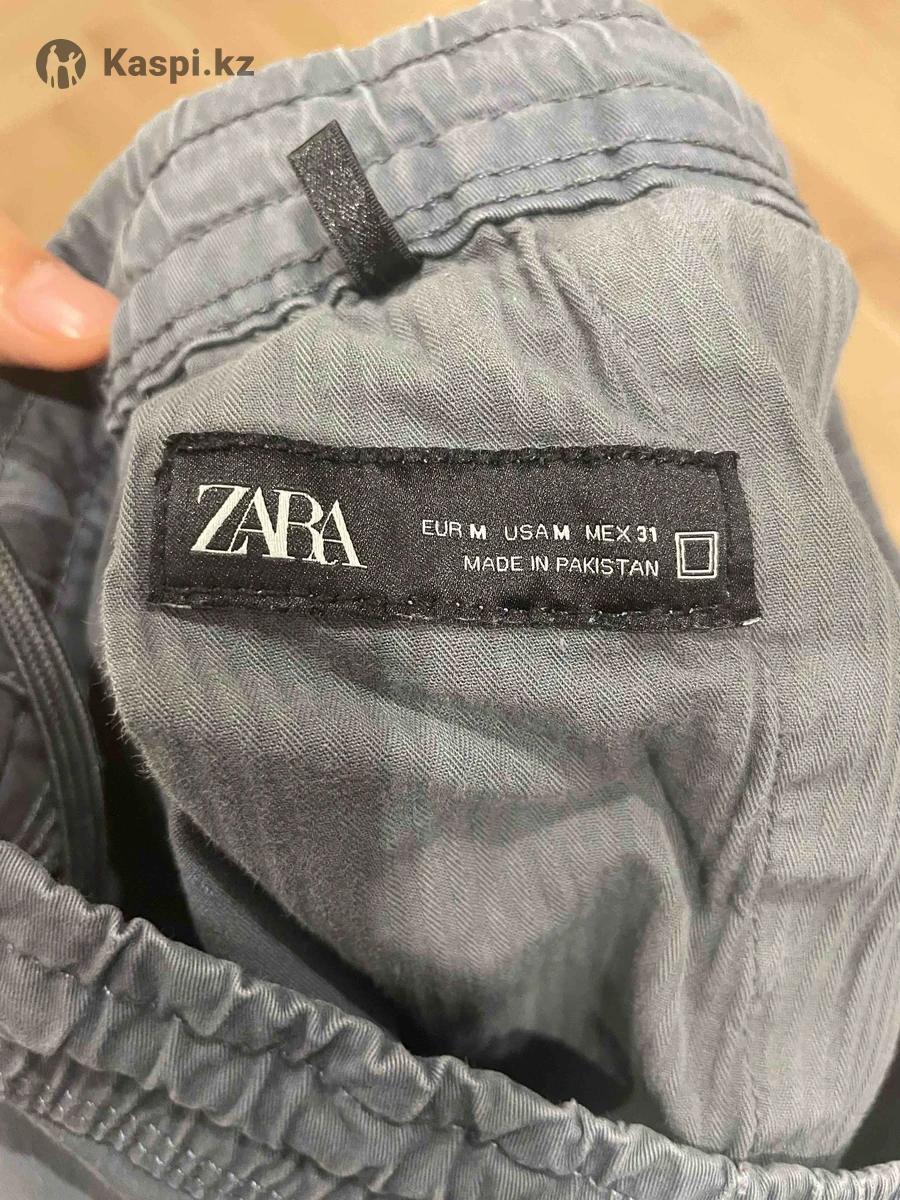 Kaspi.kz
ZARA
EUR M USA M MEX 31
MADE IN PAKISTAN